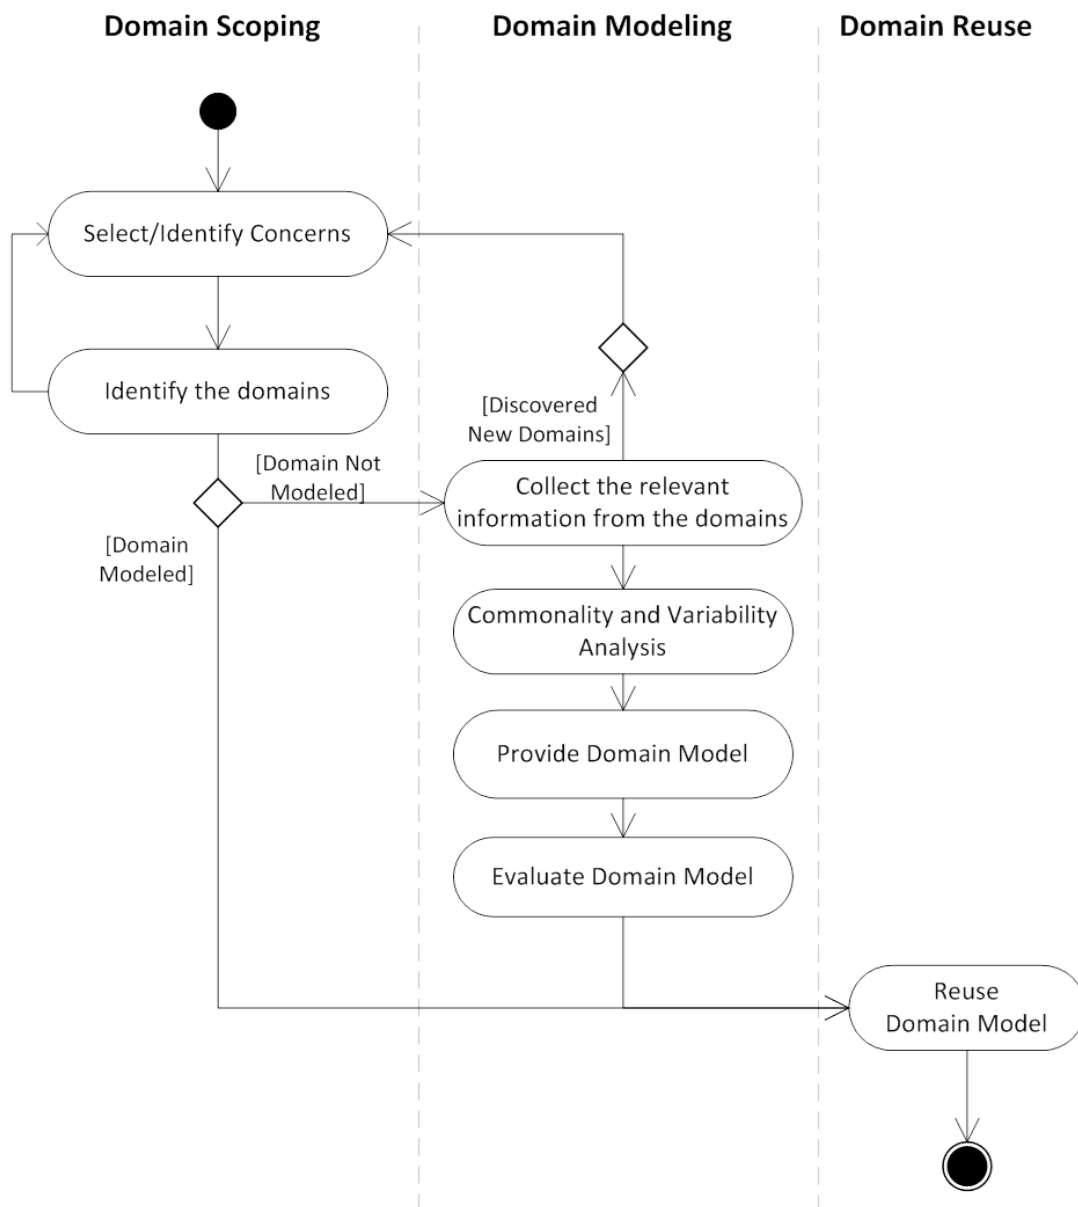 Domain Scoping
Domain Modeling
Domain Reuse
Select/Identify Concerns
Identify the domains
[Discovered
New Domains]
[Domain Not
Modeled]
Collect the relevant
information from the domains
[Domain
Modeled]
Commonality and Variability
Analysis
Provide Domain Model
Evaluate Domain Model
Reuse
Domain Model